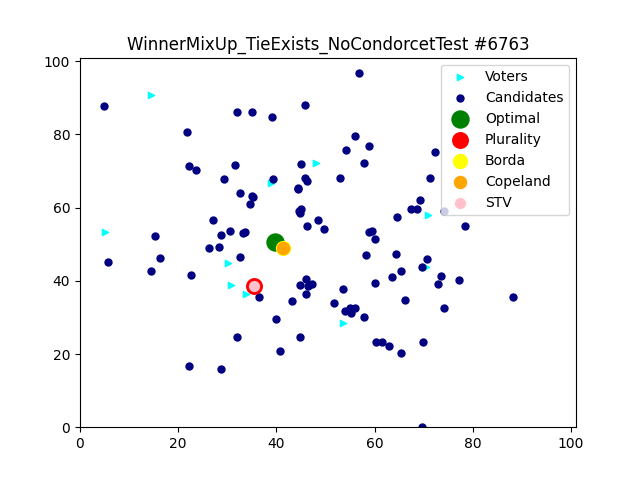 WinnerMixUp_TieExists_NoCondorcetTest #6763
100
80
60
40
20
0
0
20
40
60
80
100
Voters
Candidates
Optimal
Plurality
Borda
Copeland
STV